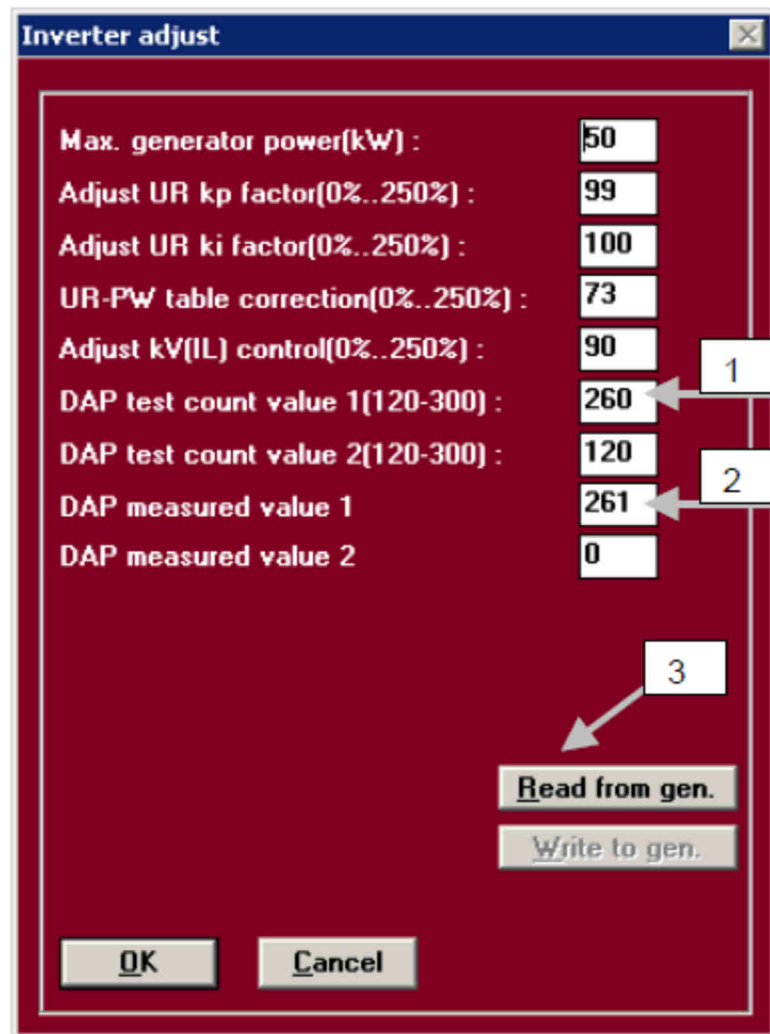 Inverter adjust
Max. generator power(kW) : 50
Adjust UR kp factor(0%..250%) : 99
Adjust UR ki factor(0%..250%) : 100
UR-PW table correction(0%..250%) : 73
Adjust kV(IL) control(0%..250%) : 90
1
DAP test count value 1(120-300) : 260
DAP test count value 2(120-300) : 120
2
DAP measured value 1 261
DAP measured value 2 0
3
Read from gen.
Write to gen.
OK Cancel